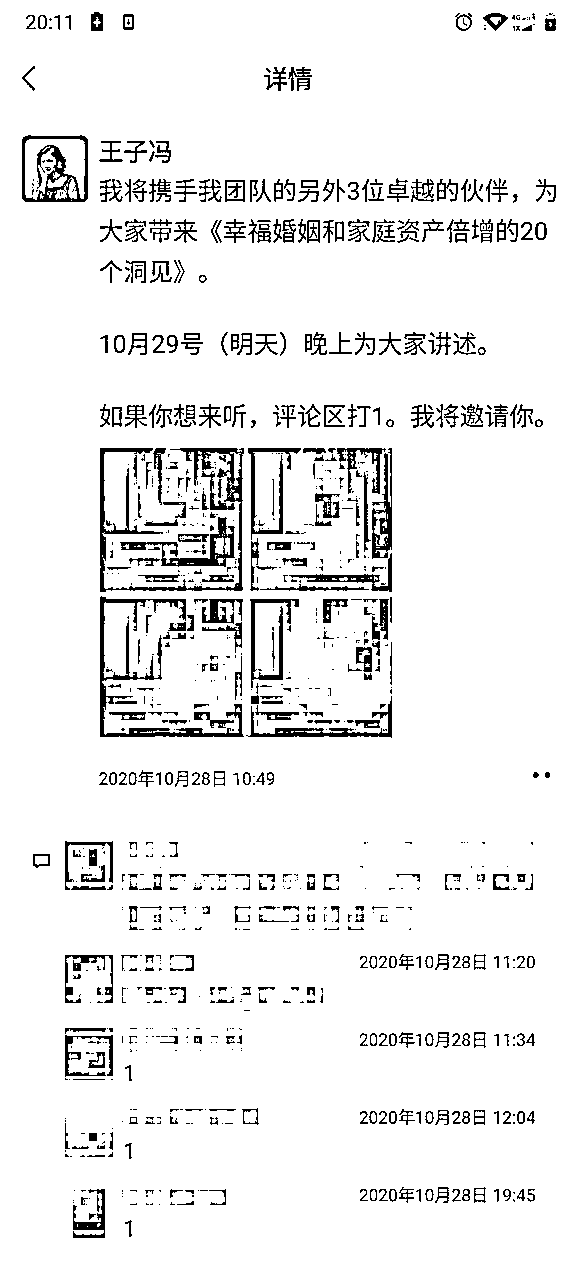 20:11
详情
王子冯
我将携手我团队的另外3位卓越的伙伴，为
大家带来《幸福婚姻和家庭资产倍增的20
个洞见》。
10月29号（明天）晚上为大家讲述。
如果你想来听，评论区打1。我将邀请你。
2020年10月28日 10:49
2020年10月28日 11:20
2020年10月28日 11:34
1
2020年10月28日 12:04
1
2020年10月28日 19:45
1